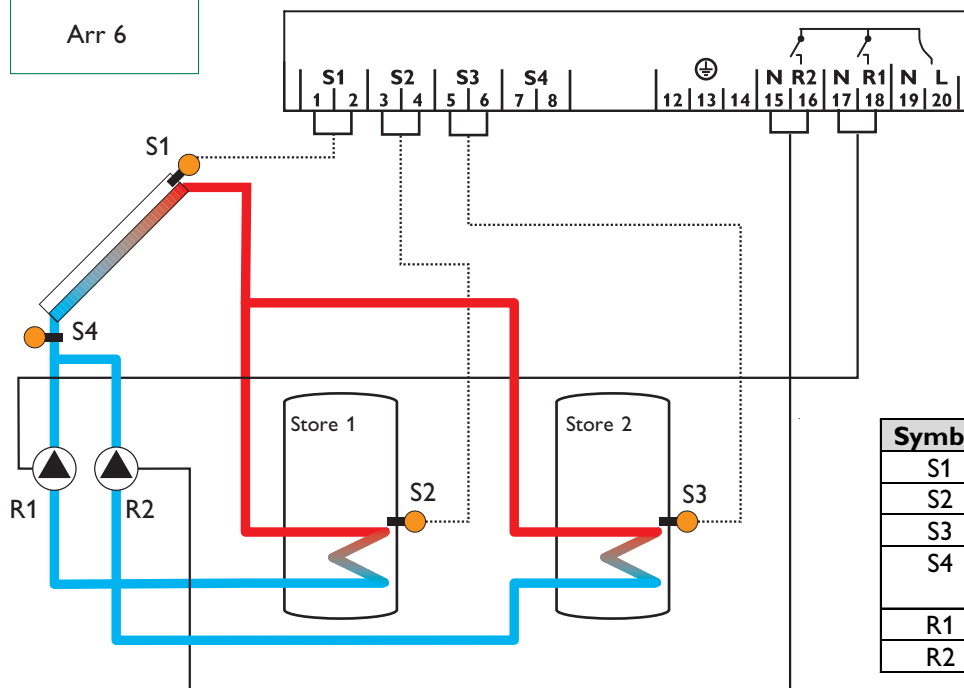 Arr 6
S1 S2 S3 S4
N R2 N R1 N L
1 2 3 4 5 6 7 8 12 13 14 15 16 17 18 19 20
S1
S4
Store 1
Store 2
S2
S3
R1
R2
Symb
S1
S2
S3
S4
R1
R2